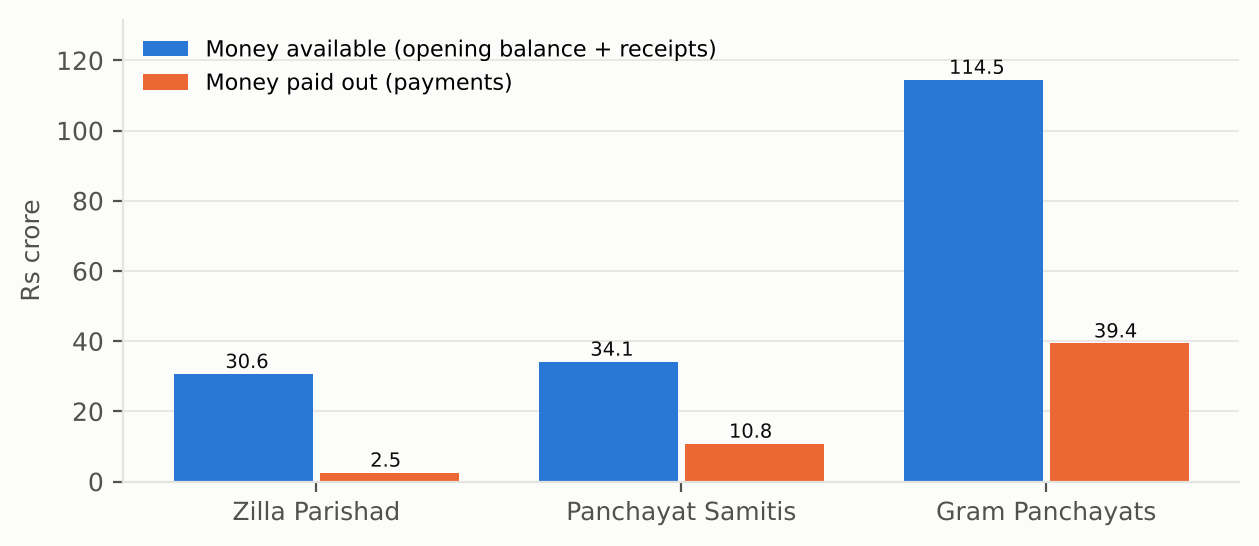 Money available (opening balance + receipts)
Money paid out (payments)
Rs crore
120
100
80
60
40
20
0
30.6
2.5
34.1
10.8
114.5
39.4
Zilla Parishad
Panchayat Samitis
Gram Panchayats